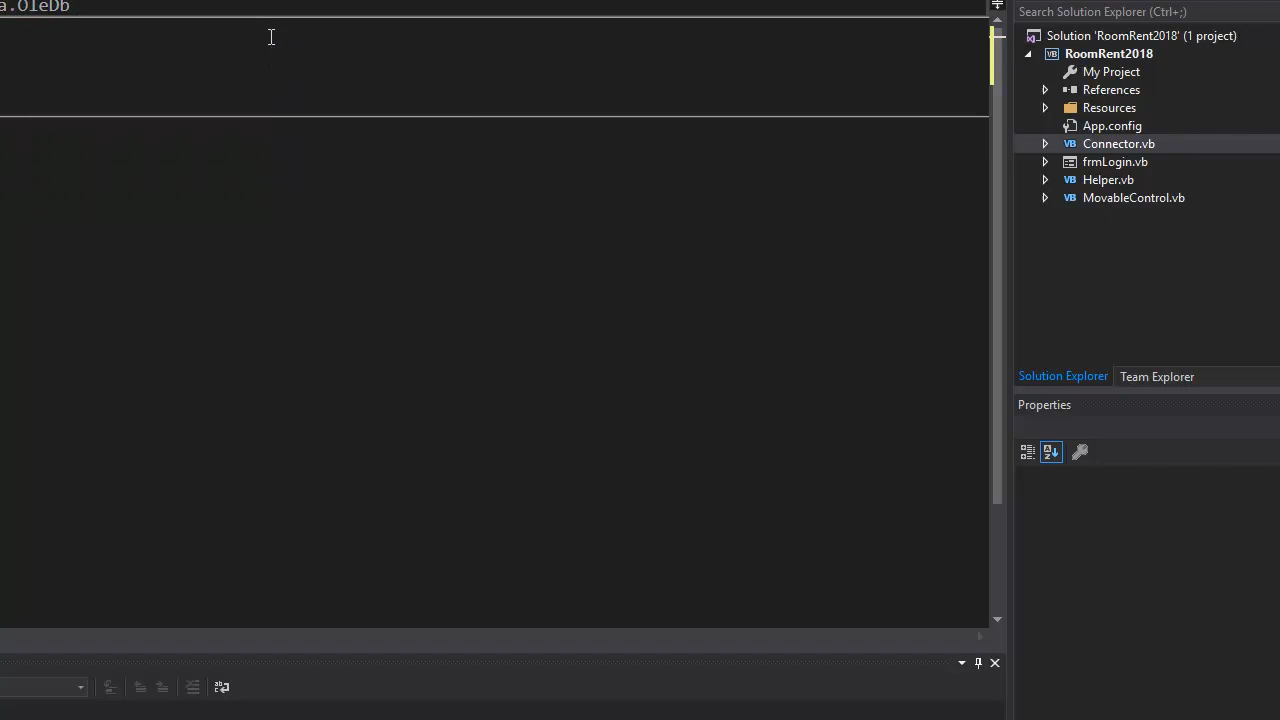 a.OleDb
Search Solution Explorer (Ctrl+;)
Solution 'RoomRent2018' (1 project)
VB RoomRent2018
My Project
References
Resources
App.config
VB Connector.vb
frmLogin.vb
VB Helper.vb
VB MovableControl.vb
Solution Explorer Team Explorer
Properties